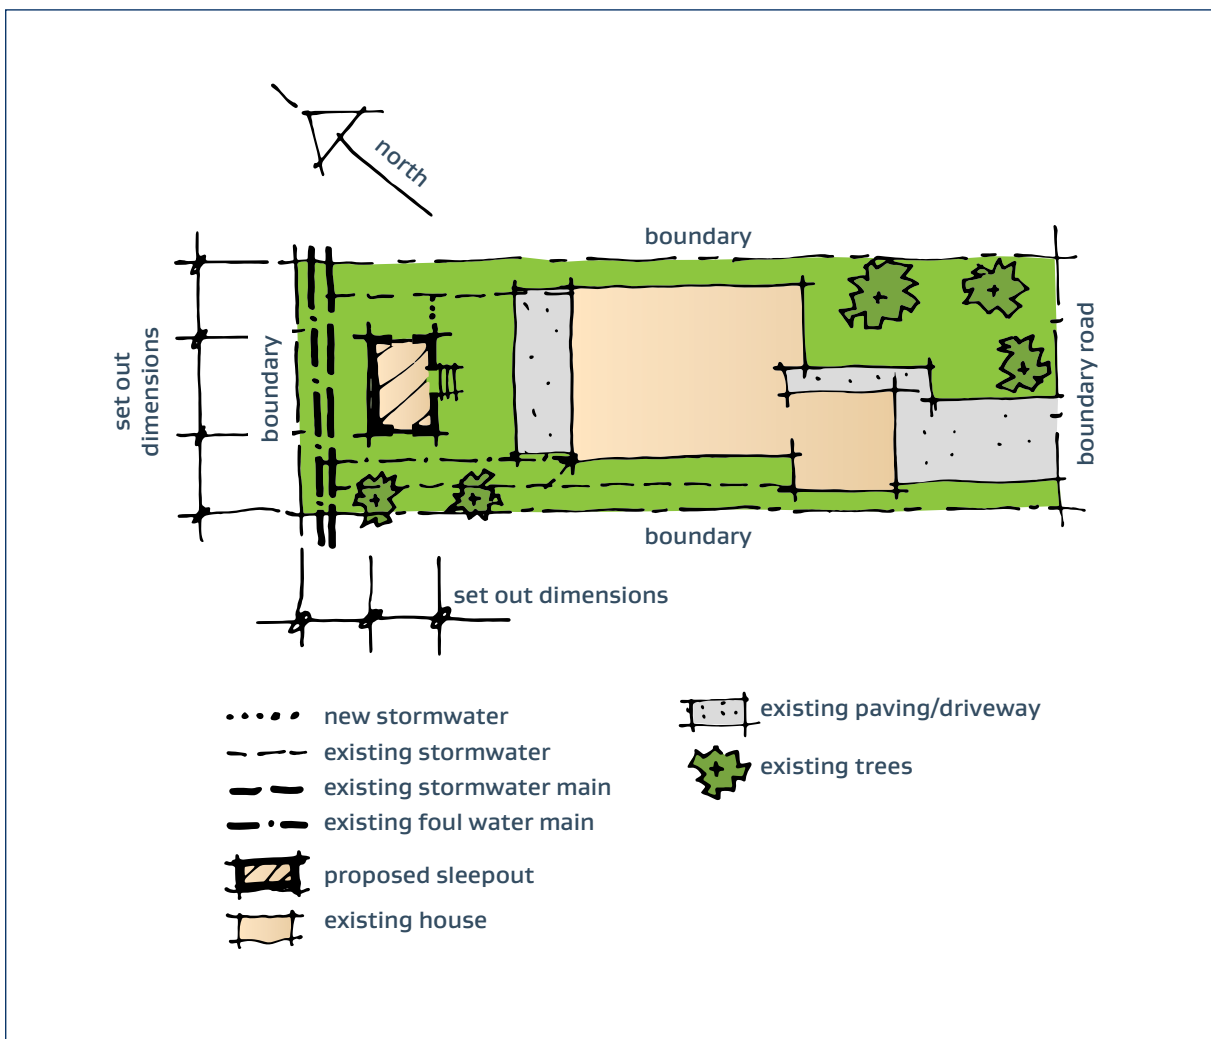 north
boundary
set out
dimensions
boundary
boundary road
boundary
set out dimensions
new stormwater
existing stormwater
existing stormwater main
existing foul water main
proposed sleepout
existing house
existing paving/driveway
existing trees